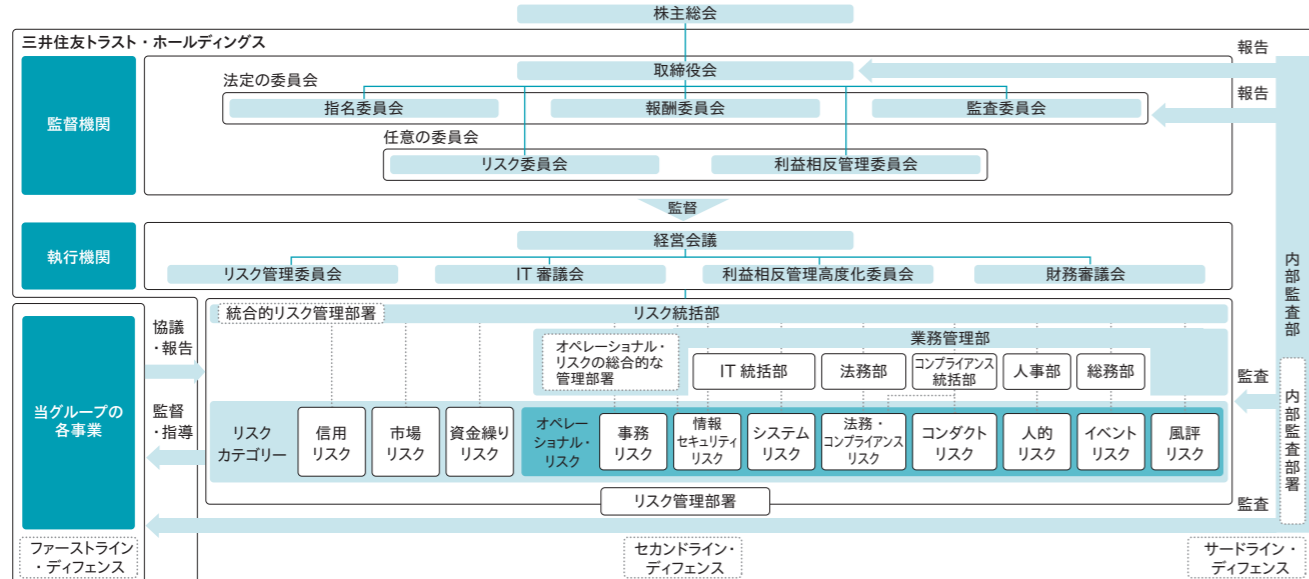 株主総会
三井住友トラスト・ホールディングス
報告
取締役会
法定の委員会
報告
指名委員会
報酬委員会
監査委員会
監督機関
任意の委員会
リスク委員会
利益相反管理委員会
監督
執行機関
経営会議
リスク管理委員会
IT 審議会
利益相反管理高度化委員会
財務審議会
内部監査部
統合的リスク管理部署
リスク統括部
協議
・報告
業務管理部
オペレーショナル・
リスクの総合的な
管理部署
IT 統括部
法務部
コンプライアンス
統括部
人事部
総務部
監査
内部監査部署
当グループの
各事業
監督
・指導
リスク
カテゴリー
信用
リスク
市場
リスク
資金繰り
リスク
オペレー
ショナル・
リスク
事務
リスク
情報
セキュリティ
リスク
システム
リスク
法務・
コンプライアンス
リスク
コンダクト
リスク
人的
リスク
イベント
リスク
風評
リスク
リスク管理部署
監査
ファーストライン
・ディフェンス
セカンドライン・
ディフェンス
サードライン・
ディフェンス